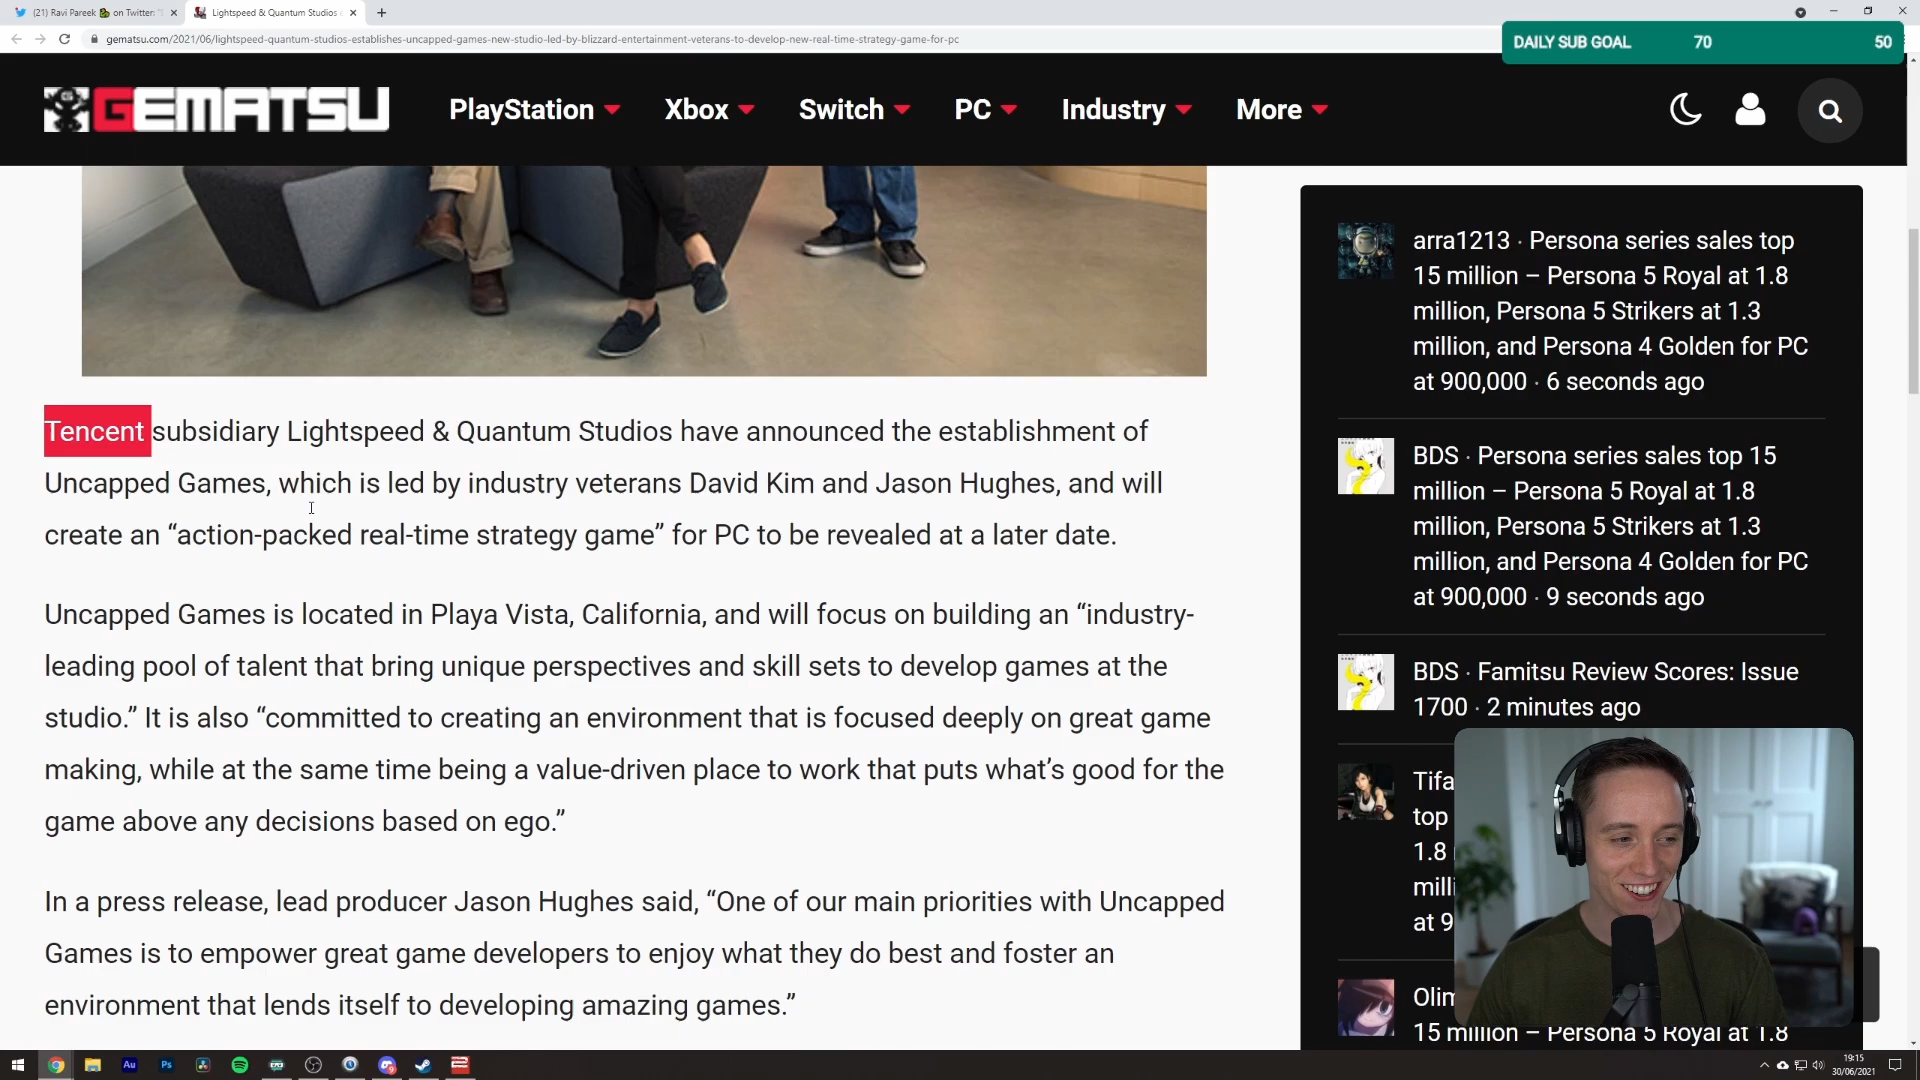 (21) Ravi Pareek on Twitter: "
Lightspeed & Quantum Studios
gematsu.com/2021/06/lightspeed-quantum-studios-establishes-uncapped-games-new-studio-led-by-blizzard-entertainment-veterans-to-develop-new-real-time-strategy-game-for-pc
DAILY SUB GOAL 70 50
GEMATSU
PlayStation Xbox Switch PC Industry More
Tencent subsidiary Lightspeed & Quantum Studios have announced the establishment of
Uncapped Games, which is led by industry veterans David Kim and Jason Hughes, and will
create an “action-packed real-time strategy game” for PC to be revealed at a later date.
Uncapped Games is located in Playa Vista, California, and will focus on building an “industry-
leading pool of talent that bring unique perspectives and skill sets to develop games at the
studio.” It is also “committed to creating an environment that is focused deeply on great game
making, while at the same time being a value-driven place to work that puts what’s good for the
game above any decisions based on ego.”
In a press release, lead producer Jason Hughes said, “One of our main priorities with Uncapped
Games is to empower great game developers to enjoy what they do best and foster an
environment that lends itself to developing amazing games.”
arra1213 · Persona series sales top
15 million – Persona 5 Royal at 1.8
million, Persona 5 Strikers at 1.3
million, and Persona 4 Golden for PC
at 900,000 · 6 seconds ago
BDS · Persona series sales top 15
million – Persona 5 Royal at 1.8
million, Persona 5 Strikers at 1.3
million, and Persona 4 Golden for PC
at 900,000 · 9 seconds ago
BDS · Famitsu Review Scores: Issue
1700 · 2 minutes ago
Tifa
top
1.8
milli
at 9
Olim
15 million – Persona 5 Royal at 1.8
Au
Ps
19:15
30/06/2021